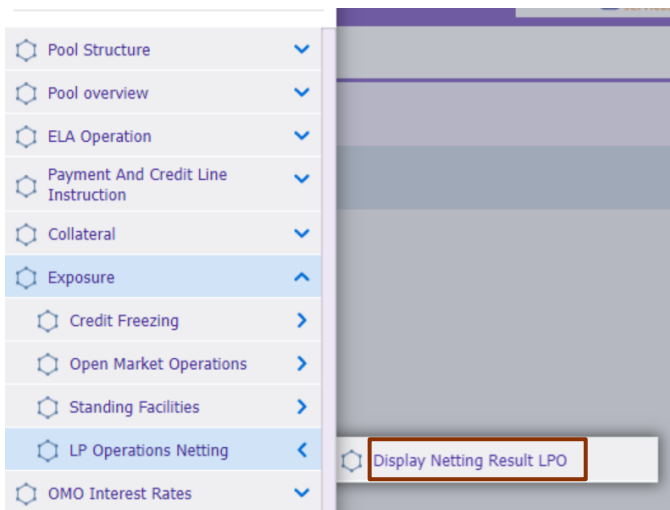 Pool Structure
Pool overview
ELA Operation
Payment And Credit Line
Instruction
Collateral
Exposure
Credit Freezing
Open Market Operations
Standing Facilities
LP Operations Netting
Display Netting Result LPO
OMO Interest Rates